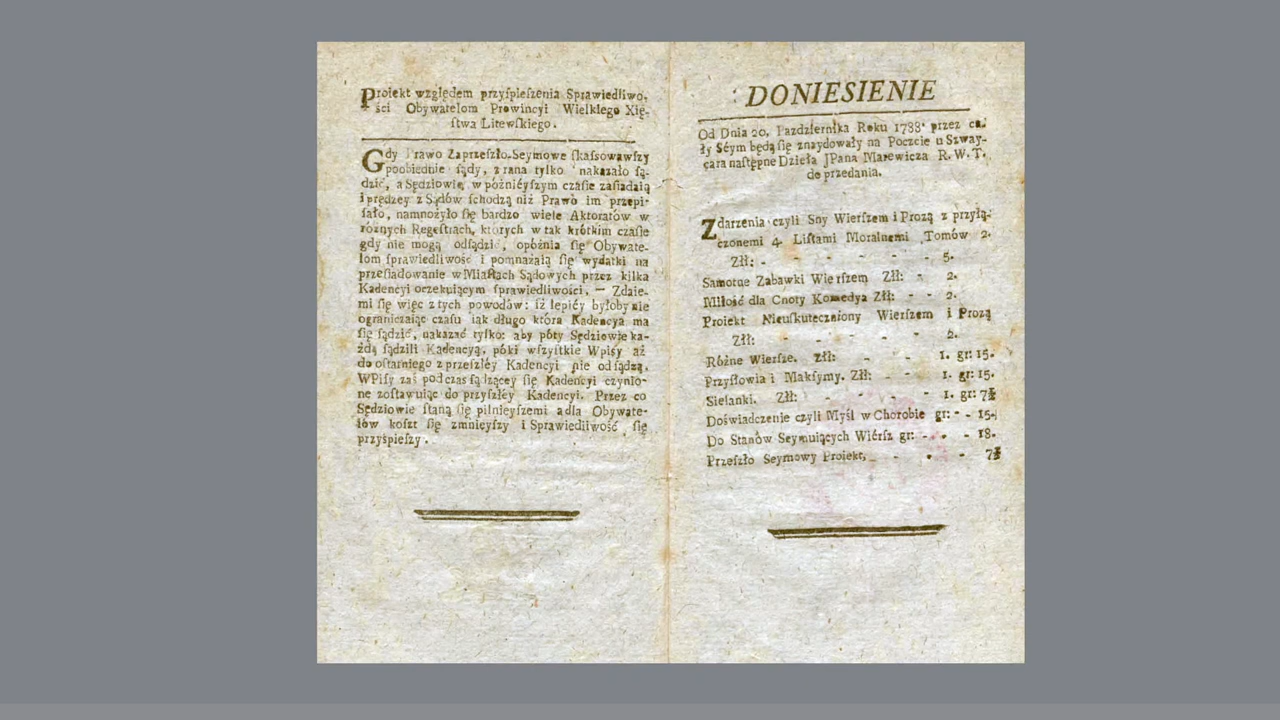 Proiekt względem przyſpieſzenia Sprawiedliwo-
ści Obywatelom Prowincyi Wielkiego Xię-
ſtwa Litewſkiego.
Gdy Prawo Zaprzeſzło-Seymowe ſkaſsowawſzy
poobiednie ſądy, z rana tylko nakazało ſą-
dzić, a Sędziowie w późnieyſzym czaſie zaſiadaią
i prędzey z Sądów ſchodzą niż Prawo im przepi-
ſało, namnożyło ſię bardzo wiele Aktoratów w
różnych Regeſtrach, ktorych w tak krótkim czaſie
gdy nie mogą odſądzić, opóźnia ſię Obywate-
lom ſprawiedliwość i pomnażaią ſię wydatki na
przeſiadowanie w Miaſtach Sądowych przez kilka
Kadencyi oczekuiącym ſprawiedliwości. — Zdaie-
mi ſię więc z tych powodów: iż lepiéy byłoby nie
ograniczaiąc czaſu iak długo która Kadencya ma
ſię ſądzić, nakazać tylko: aby póty Sędziowie ka-
żdą ſądzili Kadencyą, póki wſzyſtkie Wpiſy aż
do oſtatniego z przeſzłéy Kadencyi nie odſądzą.
WPiſy zaś podczas ſądzącey ſię Kadencyi czynio-
ne zoſtawuiąc do przyſzłéy Kadencyi. Przez co
Sędziowie ſtaną ſię pilnieyſzemi a dla Obywate-
lów koſzt ſię zmnieyſzy i Sprawiedliwość ſię
przyſpieſzy.
DONIESIENIE
Od Dnia 20. Pazdziernika Roku 1788. przez ca-
ły Séym będą ſię znaydowały na Poczcie u Szway-
cara naſtępne Dzieła JPana Marewicza R. W. T.
do przedania.
Zdarzenia czyli Sny Wierſzem i Prozą z przyłą-
czonemi 4. Liſtami Moralnemi Tomów 2.
Złł: - - - - - - 5.
Samotne Zabawki Wierſzem Złł: - 2.
Miłość dla Cnoty Komedya Złł: - - 2.
Proiekt Nieuſkuteczniony Wierſzem i Prozą
Złł: - - - - - 2.
Różne Wierſze. Złł: - - 1. gr: 15.
Przyſłowia i Makſymy. Złł: - - 1. gr: 15.
Sielanki. Złł: - - - 1. gr: 7½
Doświadczenie czyli Myśl w Chorobie gr: - - 15.
Do Stanów Seymuiących Wiérſz gr: - - - 18.
Przeſzło Seymowy Proiekt, - - - - 7½